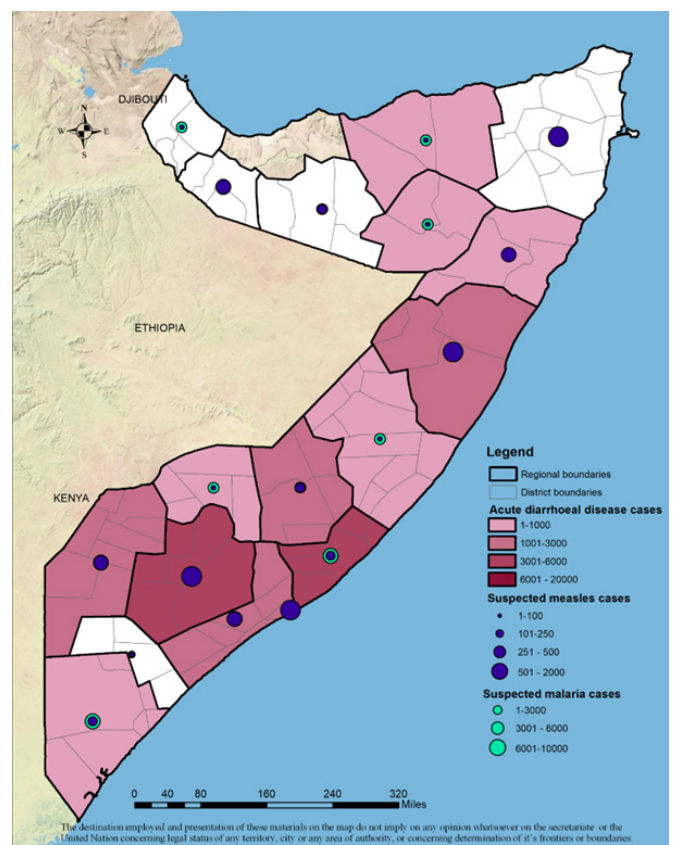 DJIBOUTI
N
W E
S
ETHIOPIA
KENYA
Legend
Regional boundaries
District boundaries
Acute diarrhoeal disease cases
1-1000
1001-3000
3001-6000
6001 - 20000
Suspected measles cases
1-100
101-250
251 - 500
501 - 2000
Suspected malaria cases
1-3000
3001 - 6000
6001-10000
0 40 80 160 240 320
Miles
The destination employed and presentation of these materials on the map do not imply on any opinion whatsoever on the secretariate or the
United Nation concerning legal status of any territory, city or any area of authority, or concerning determination of it's frontiers or boundaries.